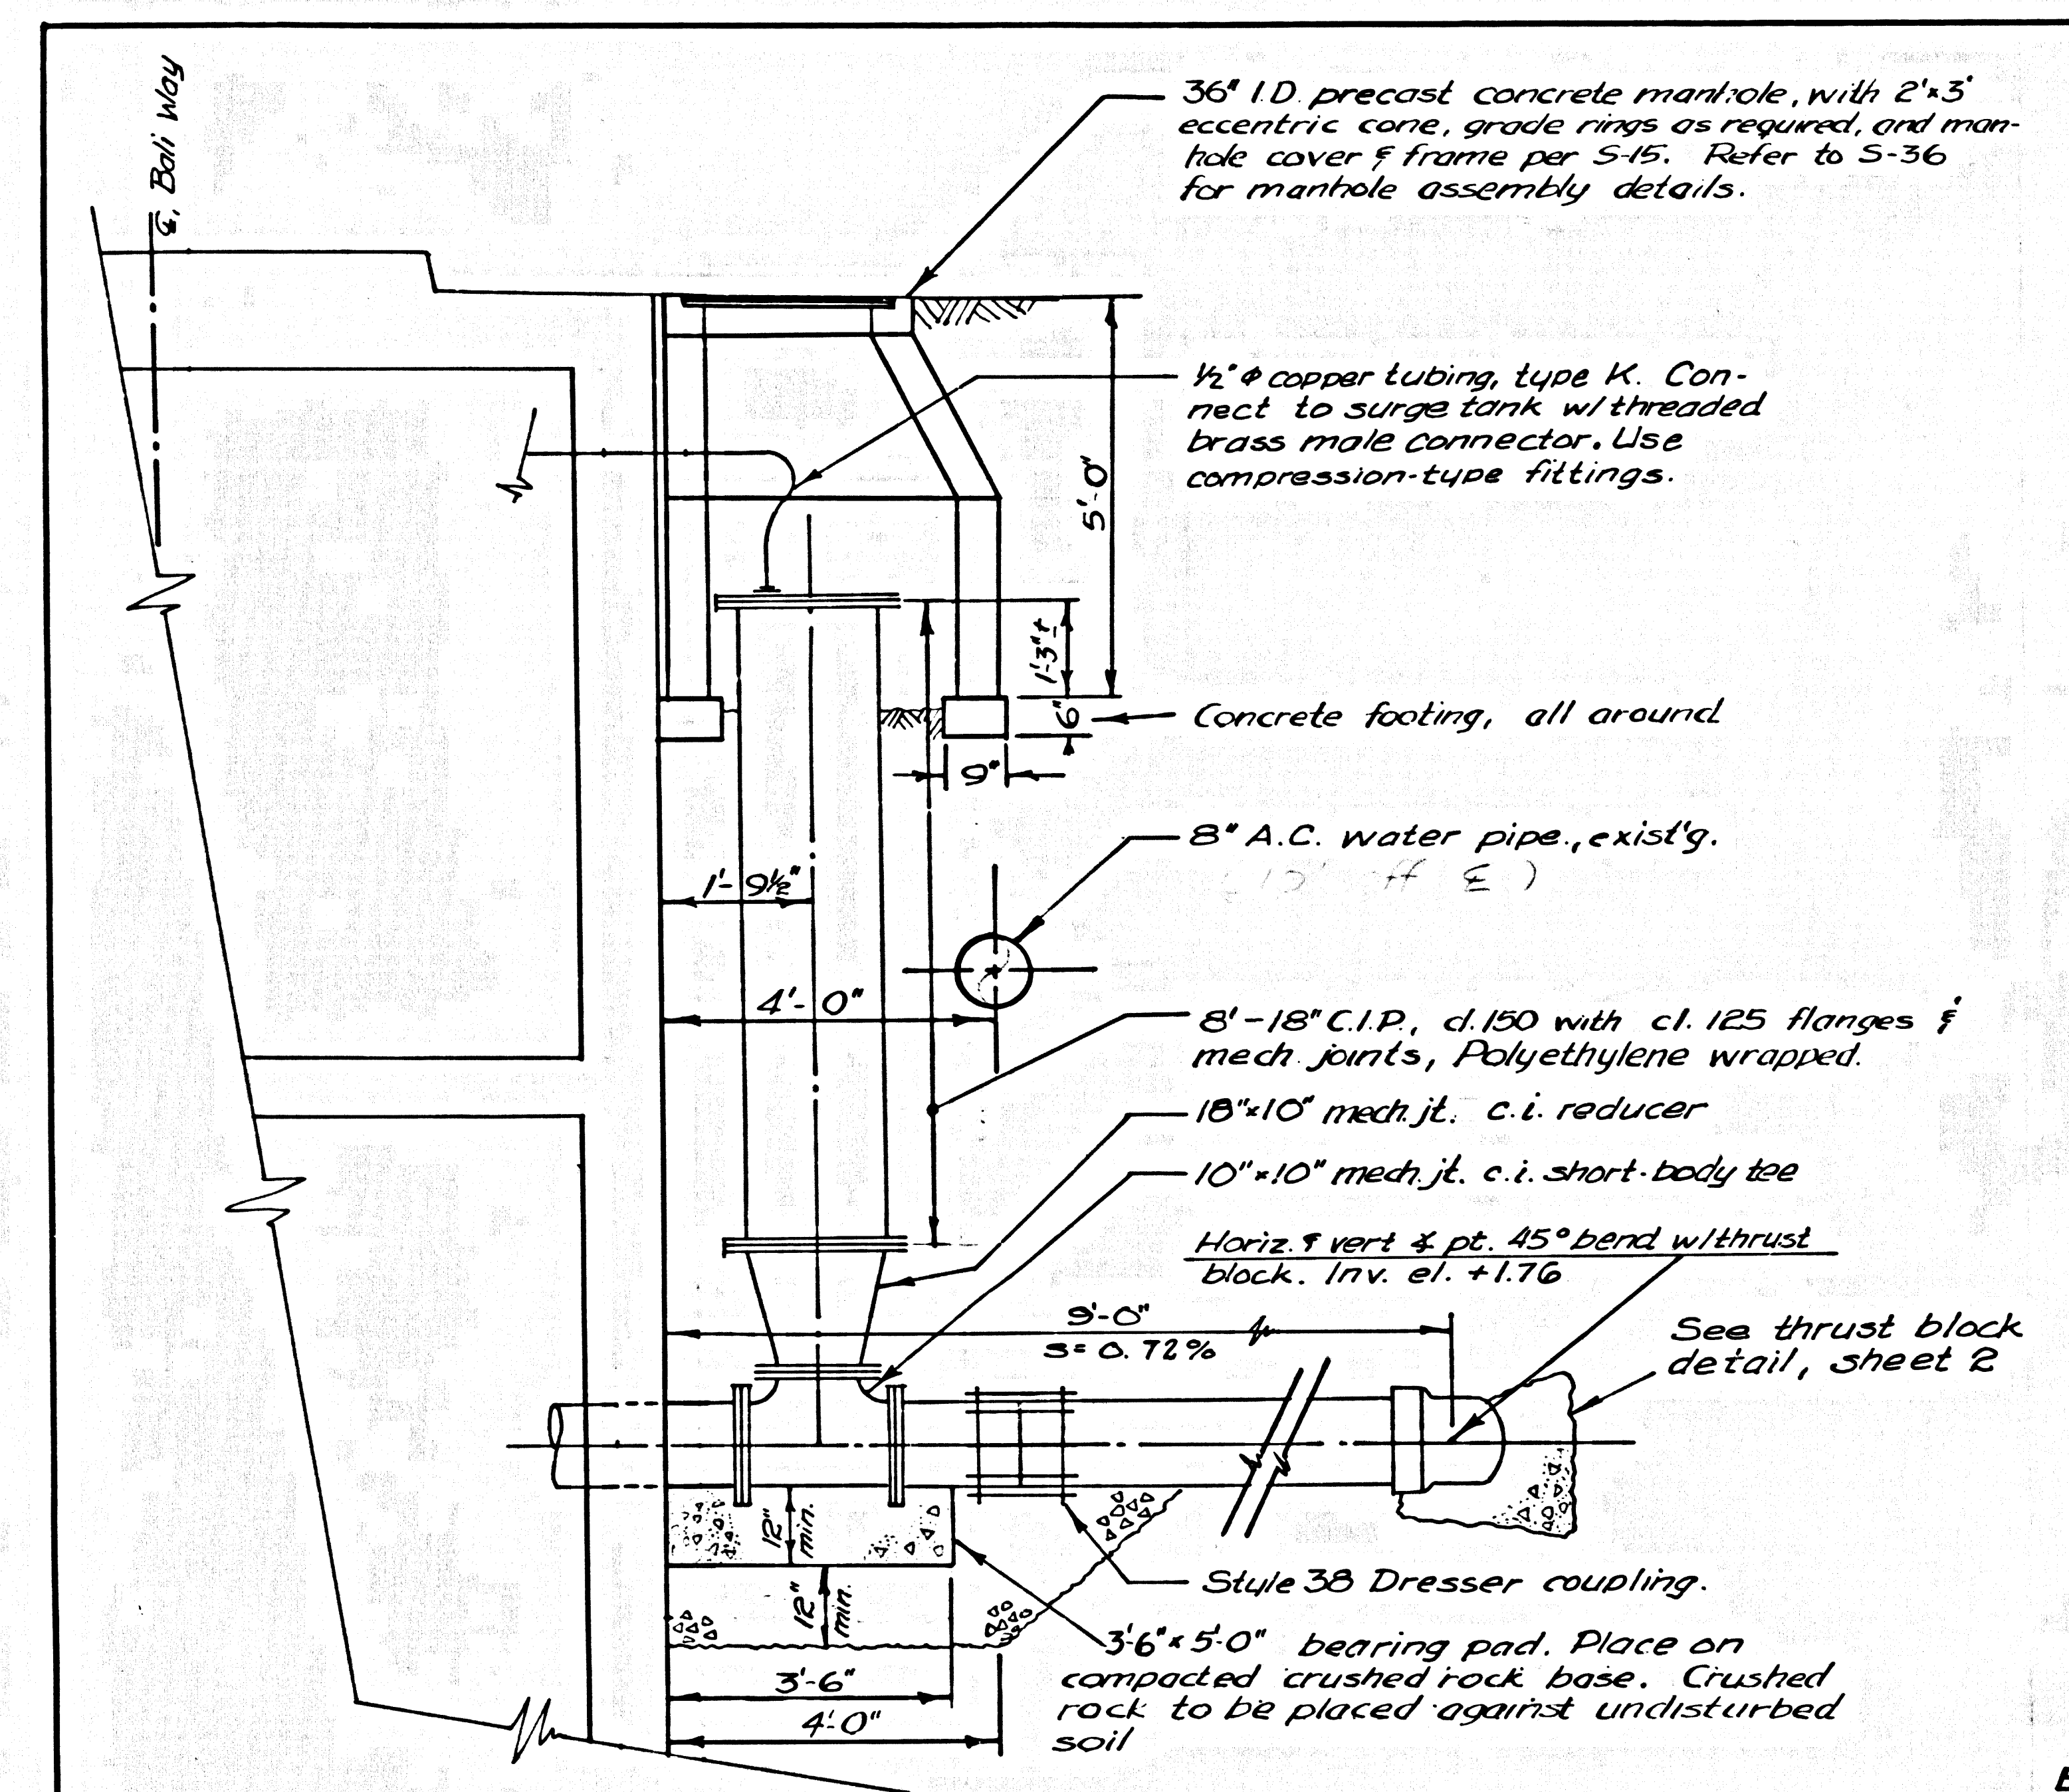 ℄, Bali Way
36" I.D. precast concrete manhole, with 2'x3'
eccentric cone, grade rings as required, and man-
hole cover & frame per S-15. Refer to S-36
for manhole assembly details.
½" φ copper tubing, type K. Con-
nect to surge tank w/threaded
brass male connector. Use
compression-type fittings.
5'-0"
1'-3"±
6"
Concrete footing, all around
9"
8" A.C. water pipe., exist'g.
1'-9½"
4'-0"
8'-18" C.I.P., cl. 150 with cl. 125 flanges &
mech. joints, Polyethylene wrapped.
18"x10" mech. jt. c.i. reducer
10"x10" mech. jt. c.i. short-body tee
Horiz. & vert ∡ pt. 45° bend w/thrust
block. Inv. el. +1.76
9'-0"
S= 0.72%
See thrust block
detail, sheet 2
12"
min.
12"
min.
Style 38 Dresser coupling.
3'-6" x 5'-0" bearing pad. Place on
compacted crushed rock base. Crushed
rock to be placed against undisturbed
soil
3'-6"
4'-0"